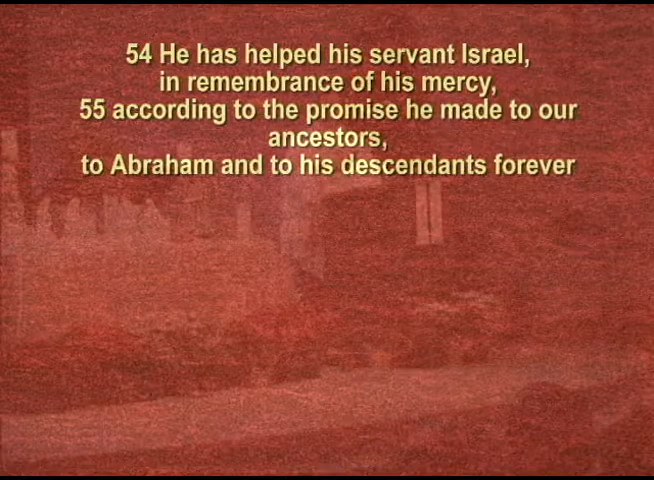 54 He has helped his servant Israel,
in remembrance of his mercy,
55 according to the promise he made to our
ancestors,
to Abraham and to his descendants forever